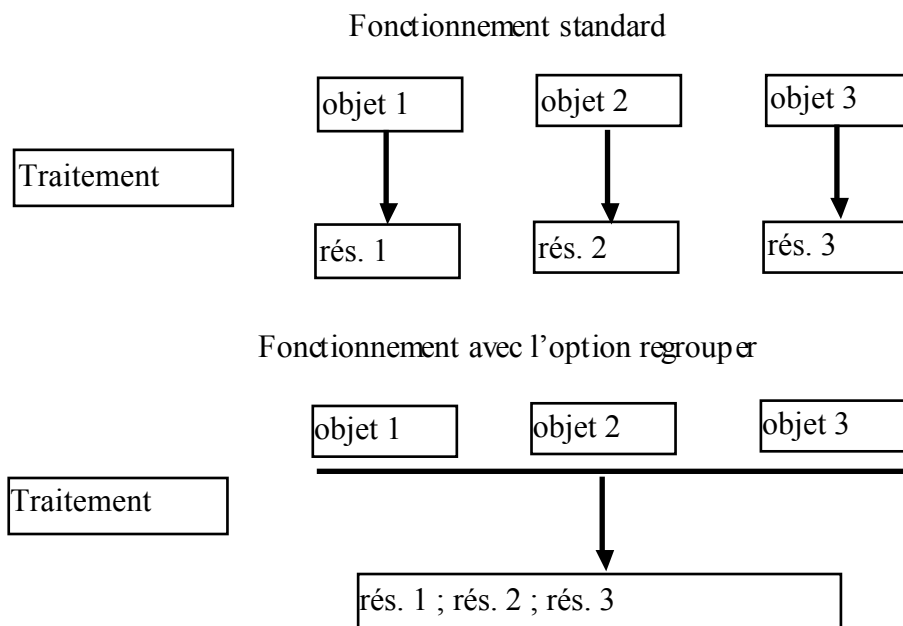 Fonctionnement standard
objet 1
objet 2
objet 3
Traitement
rés. 1
rés. 2
rés. 3
Fonctionnement avec l’option regrouper
objet 1
objet 2
objet 3
Traitement
rés. 1 ; rés. 2 ; rés. 3